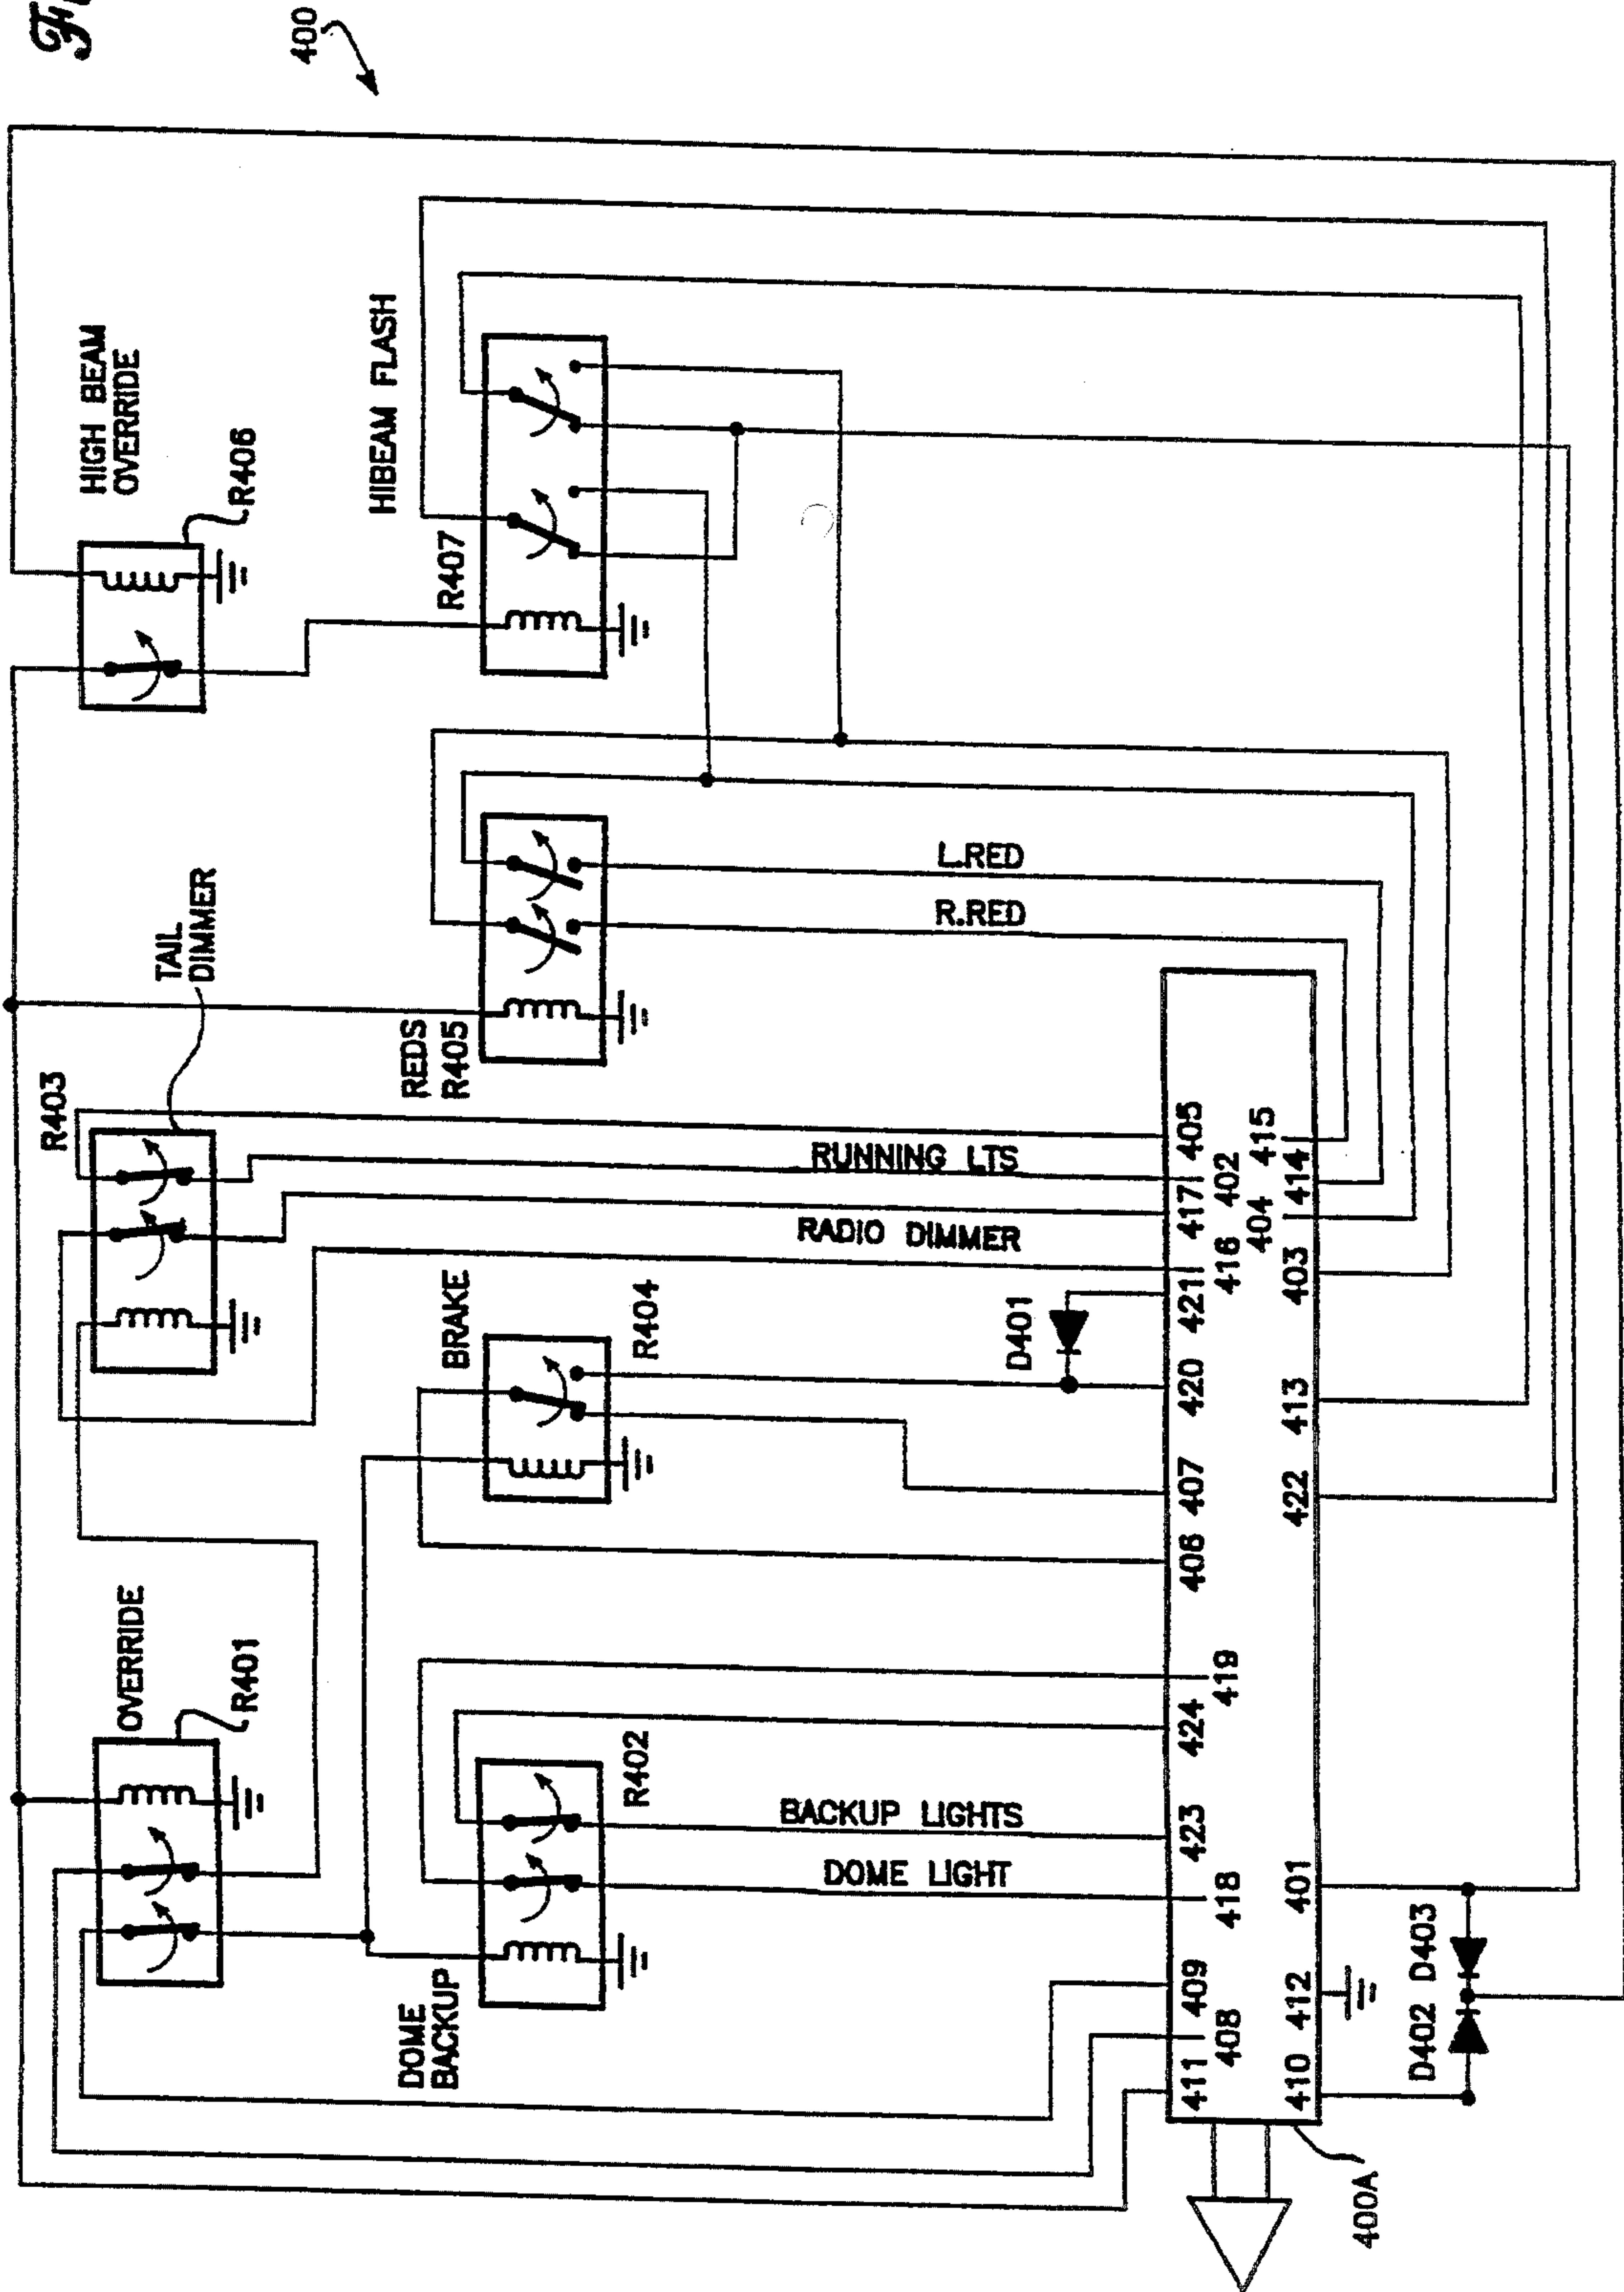 400
HIGH BEAM
OVERRIDE
R406
HIBEAM FLASH
R407
TAIL
DIMMER
R403
REDS
R405
L.RED
R.RED
RUNNING LTS
RADIO DIMMER
BRAKE
R404
D401
OVERRIDE
R401
DOME
BACKUP
R402
BACKUP LIGHTS
DOME LIGHT
411
408
409
418
423
424
419
406
407
420
421
416
417
402
405
410
412
401
422
413
403
404
414
415
D402
D403
400A